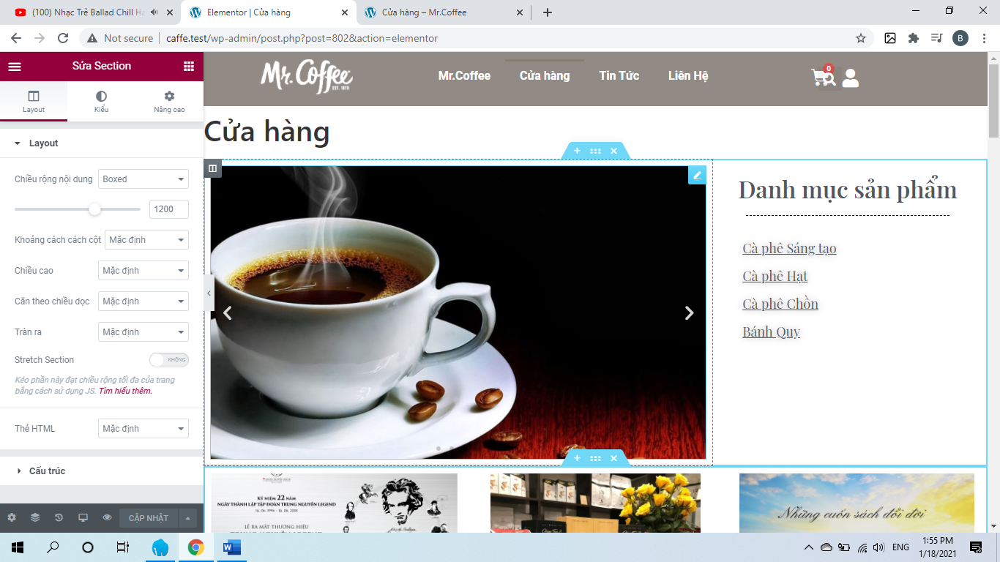 (100) Nhạc Trẻ Ballad Chill Hà
Elementor | Cửa hàng
Cửa hàng – Mr.Coffee
Not secure
caffe.test/wp-admin/post.php?post=802&action=elementor
B
Sửa Section
Layout
Kiểu
Nâng cao
Layout
Chiều rộng nội dung
Boxed
1200
Khoảng cách cách cột
Mặc định
Chiều cao
Mặc định
Căn theo chiều dọc
Mặc định
Tràn ra
Mặc định
Stretch Section
KHÔNG
Kéo phần này đạt chiều rộng tối đa của trang
bằng cách sử dụng JS. Tìm hiểu thêm.
Thẻ HTML
Mặc định
Cấu trúc
CẬP NHẬT
Mr. Coffee
EST. 1970
Mr.Coffee
Cửa hàng
Tin Tức
Liên Hệ
0
Cửa hàng
Danh mục sản phẩm
Cà phê Sáng tạo
Cà phê Hạt
Cà phê Chồn
Bánh Quy
KỶ NIỆM 22 NĂM
NGÀY THÀNH LẬP TẬP ĐOÀN TRUNG NGUYÊN LEGEND
16. 06. 1996 - 16. 06. 2018
LỄ RA MẮT THƯƠNG HIỆU
Những cuốn sách đổi đời
ENG
1:55 PM
1/18/2021